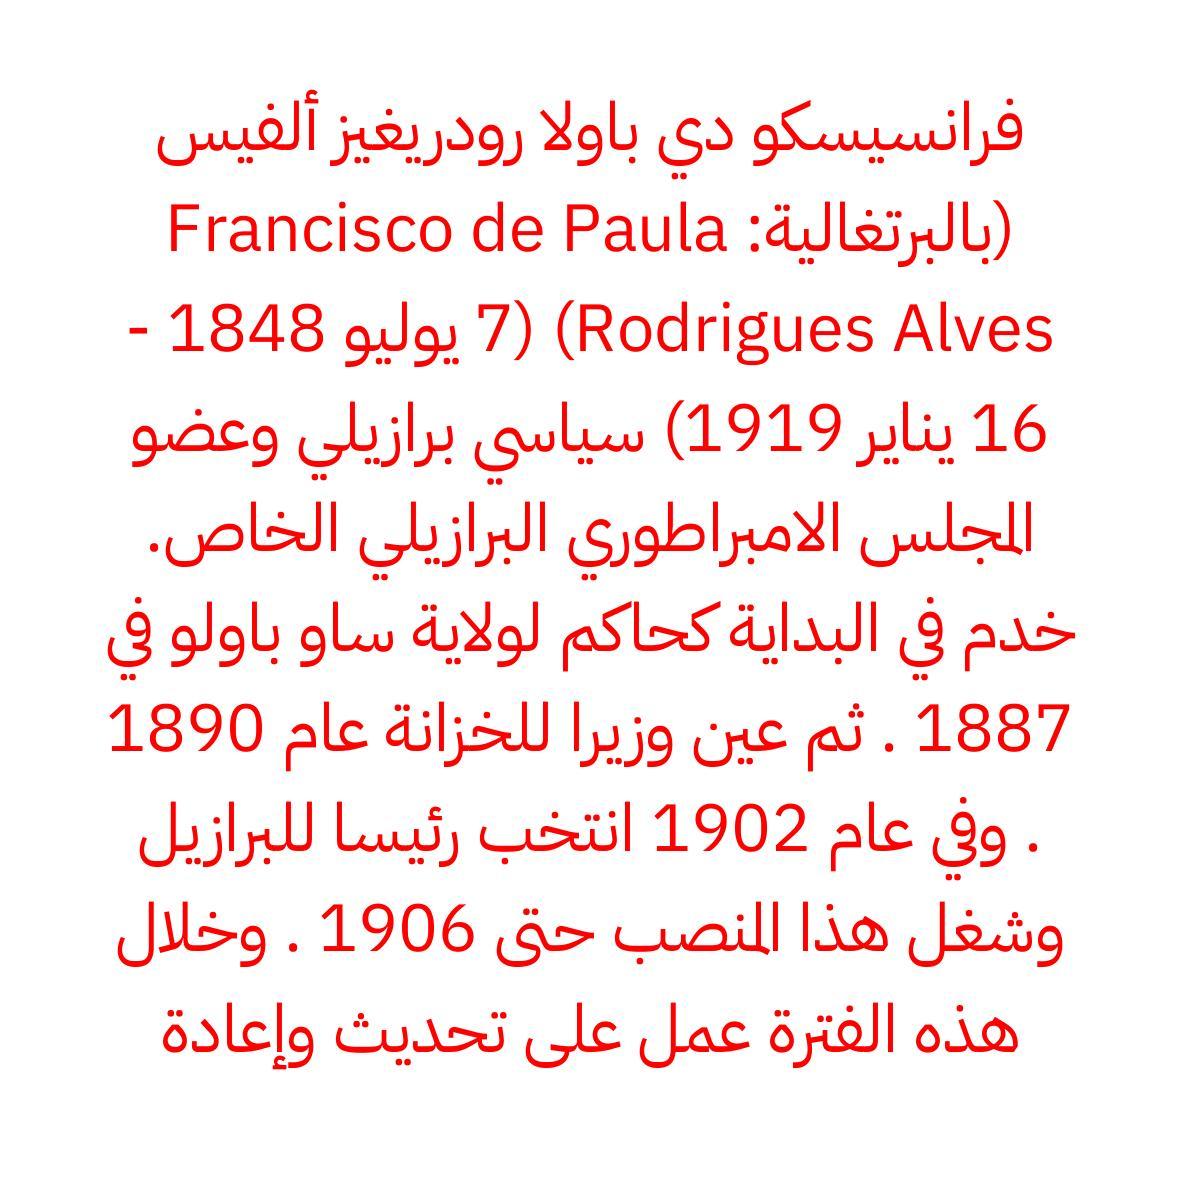 فرانسيسكو دي باولا رودريغيز ألفيس
(بالبرتغالية: Francisco de Paula
Rodrigues Alves) (7 يوليو 1848 -
16 يناير 1919) سياسي برازيلي وعضو
المجلس الامبراطوري البرازيلي الخاص.
خدم في البداية كحاكم لولاية ساو باولو في
1887 . ثم عين وزيرا للخزانة عام 1890
. وفي عام 1902 انتخب رئيسا للبرازيل
وشغل هذا المنصب حتى 1906 . وخلال
هذه الفترة عمل على تحديث وإعادة